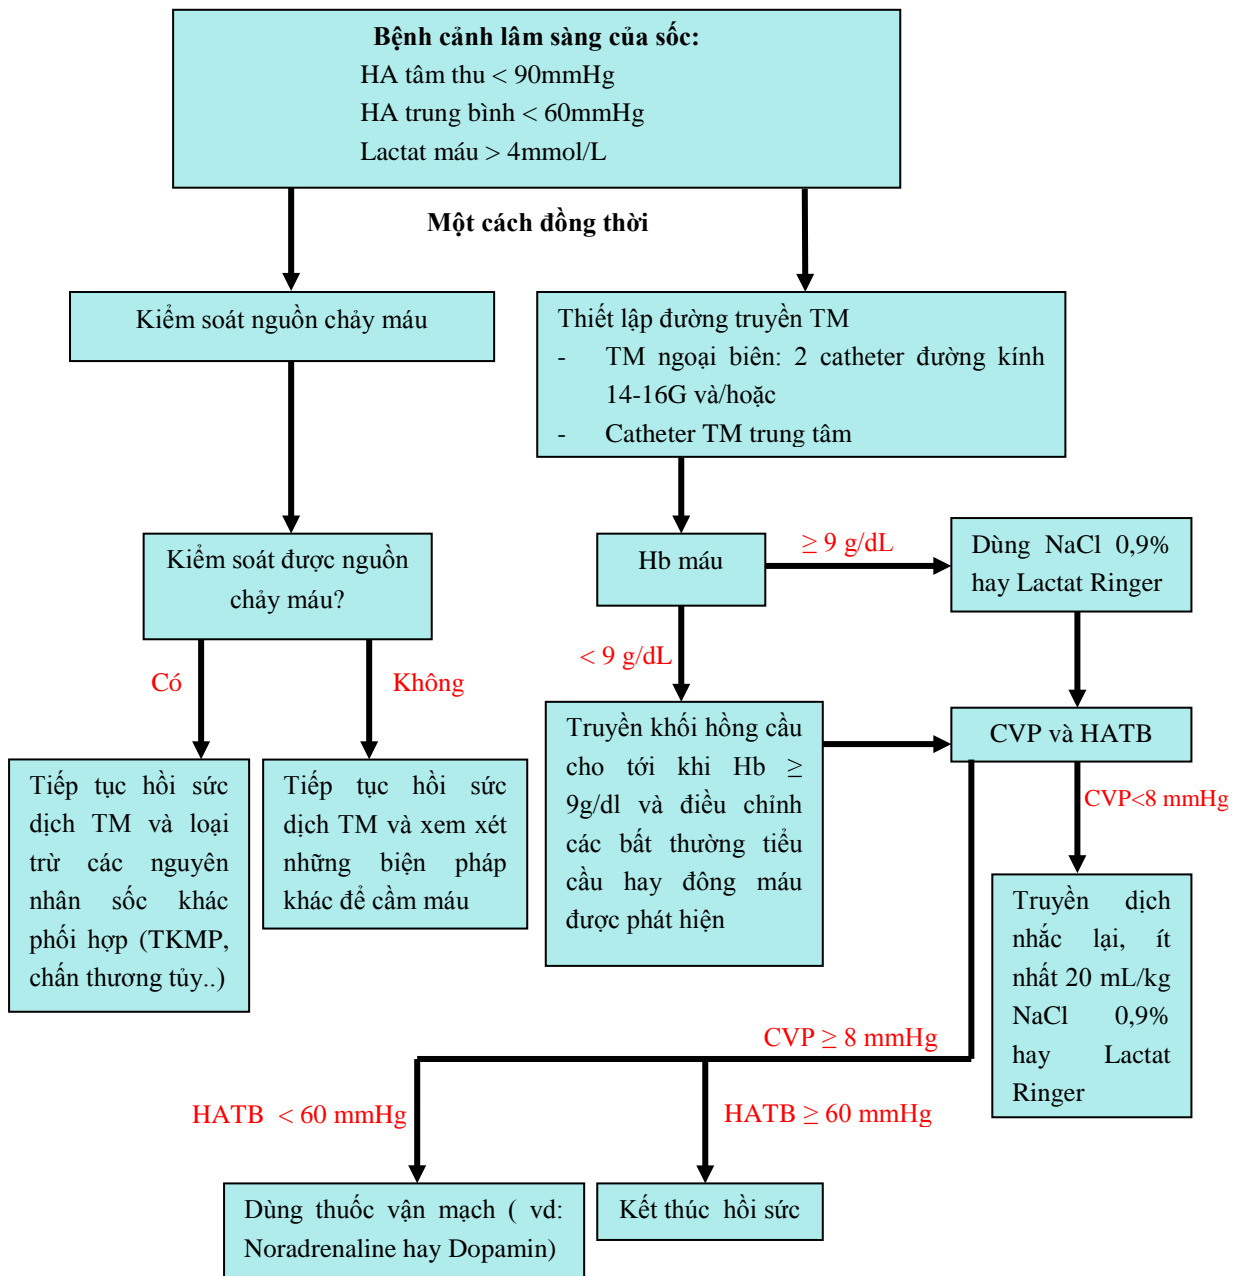 Bệnh cảnh lâm sàng của sốc:
HA tâm thu < 90mmHg
HA trung bình < 60mmHg
Lactat máu > 4mmol/L
Một cách đồng thời
Kiểm soát nguồn chảy máu
Thiết lập đường truyền TM
- TM ngoại biên: 2 catheter đường kính
14-16G và/hoặc
- Catheter TM trung tâm
Kiểm soát được nguồn
chảy máu?
Hb máu
≥ 9 g/dL
Dùng NaCl 0,9%
hay Lactat Ringer
< 9 g/dL
Có
Không
Tiếp tục hồi sức
dịch TM và loại
trừ các nguyên
nhân sốc khác
phối hợp (TKMP,
chấn thương tủy..)
Tiếp tục hồi sức
dịch TM và xem xét
những biện pháp
khác để cầm máu
Truyền khối hồng cầu
cho tới khi Hb ≥
9g/dl và điều chỉnh
các bất thường tiểu
cầu hay đông máu
được phát hiện
CVP và HATB
CVP<8 mmHg
Truyền dịch
nhắc lại, ít
nhất 20 mL/kg
NaCl 0,9%
hay Lactat
Ringer
CVP ≥ 8 mmHg
HATB < 60 mmHg
HATB ≥ 60 mmHg
Dùng thuốc vận mạch ( vd:
Noradrenaline hay Dopamin)
Kết thúc hồi sức